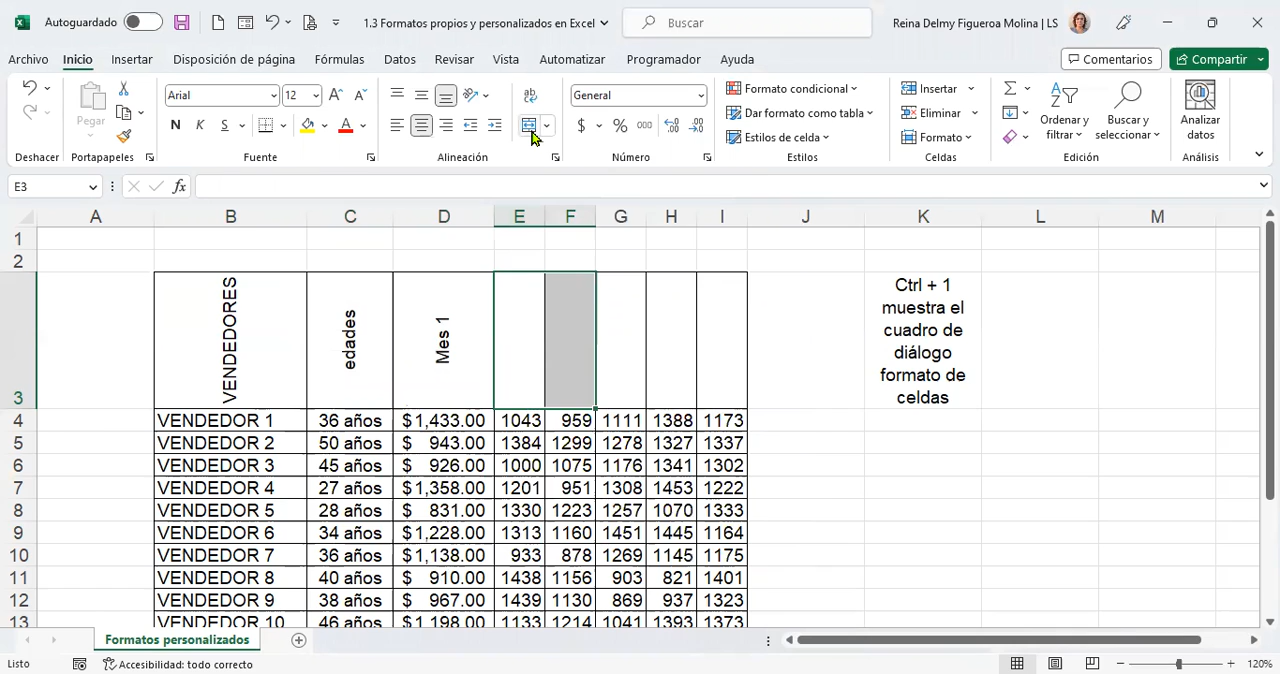 Autoguardado
1.3 Formatos propios y personalizados en Excel
Buscar
Reina Delmy Figueroa Molina | LS
Archivo Inicio Insertar Disposición de página Fórmulas Datos Revisar Vista Automatizar Programador Ayuda Comentarios Compartir
Deshacer
Pegar
Portapapeles
Arial 12
N K S A
Fuente
ab
Alineación
General
$ % 000
Número
Formato condicional
Dar formato como tabla
Estilos de celda
Estilos
Insertar
Eliminar
Formato
Celdas
Ordenar y
filtrar
Buscar y
seleccionar
Edición
Analizar
datos
Análisis
E3 fx
A B C D E F G H I J K L M
1
2
3 VENDEDORES edades Mes 1
Ctrl + 1
muestra el
cuadro de
diálogo
formato de
celdas
4 VENDEDOR 1 36 años $1,433.00 1043 959 1111 1388 1173
5 VENDEDOR 2 50 años $ 943.00 1384 1299 1278 1327 1337
6 VENDEDOR 3 45 años $ 926.00 1000 1075 1176 1341 1302
7 VENDEDOR 4 27 años $1,358.00 1201 951 1308 1453 1222
8 VENDEDOR 5 28 años $ 831.00 1330 1223 1257 1070 1333
9 VENDEDOR 6 34 años $1,228.00 1313 1160 1451 1445 1164
10 VENDEDOR 7 36 años $1,138.00 933 878 1269 1145 1175
11 VENDEDOR 8 40 años $ 910.00 1438 1156 903 821 1401
12 VENDEDOR 9 38 años $ 967.00 1439 1130 869 937 1323
13 VENDEDOR 10 46 años $1,198.00 1133 1214 1041 1393 1373
Formatos personalizados
Listo
Accesibilidad: todo correcto
120%